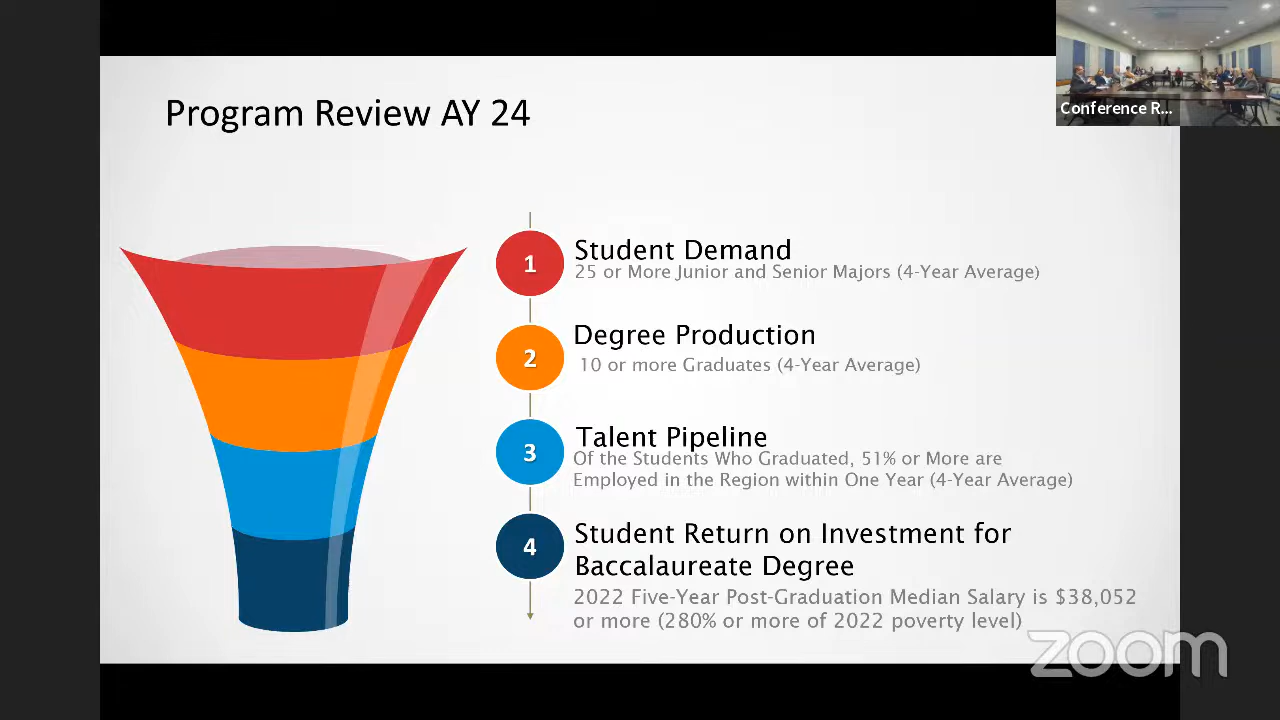 Conference R...
Program Review AY 24
1
Student Demand
25 or More Junior and Senior Majors (4-Year Average)
2
Degree Production
10 or more Graduates (4-Year Average)
3
Talent Pipeline
Of the Students Who Graduated, 51% or More are
Employed in the Region within One Year (4-Year Average)
4
Student Return on Investment for
Baccalaureate Degree
2022 Five-Year Post-Graduation Median Salary is $38,052
or more (280% or more of 2022 poverty level)
zoom